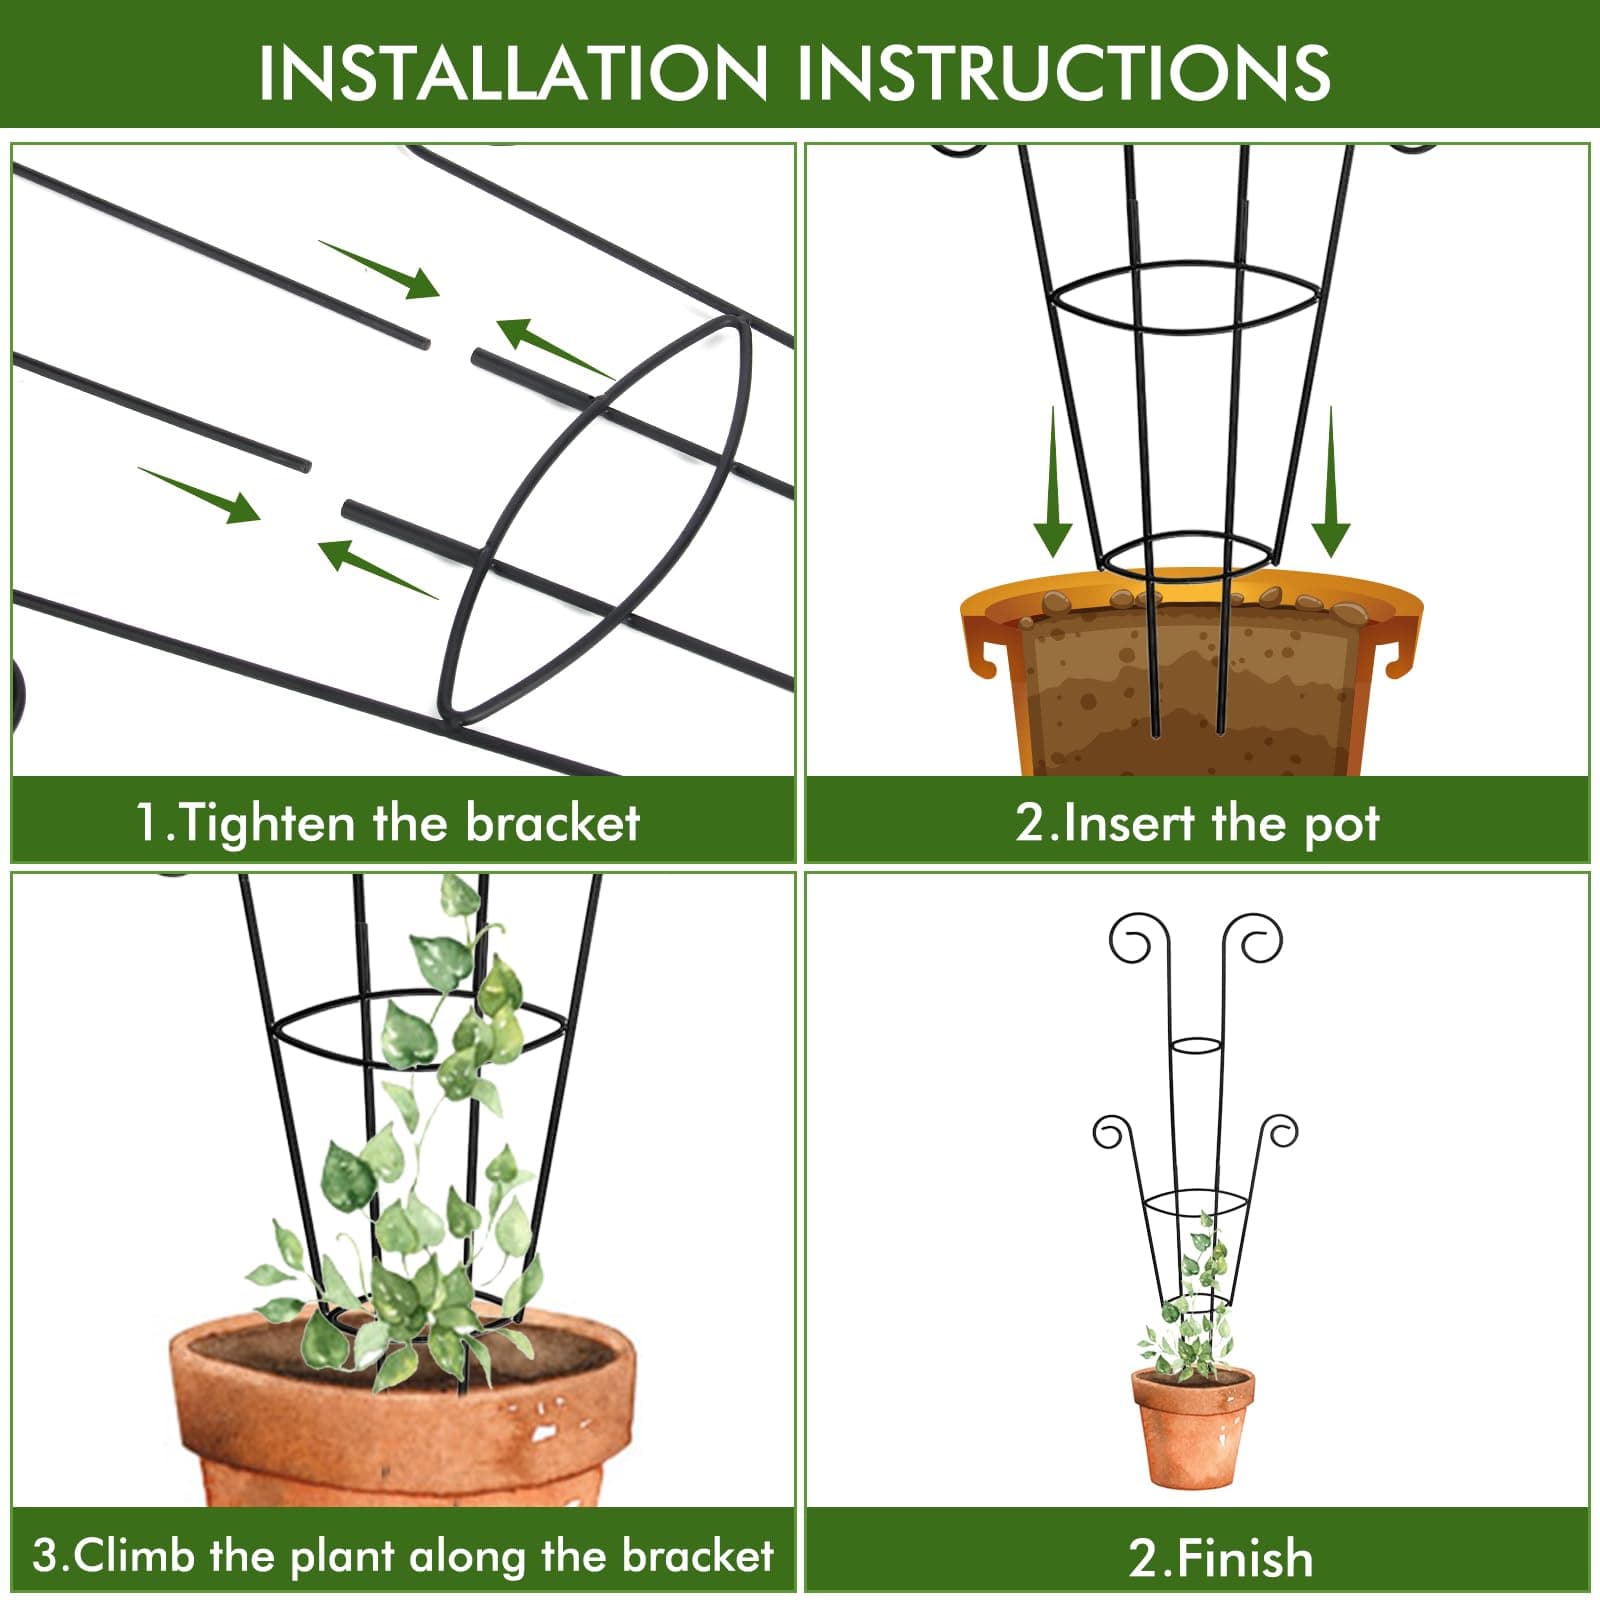 INSTALLATION INSTRUCTIONS
1.Tighten the bracket
2.Insert the pot
3.Climb the plant along the bracket
2.Finish